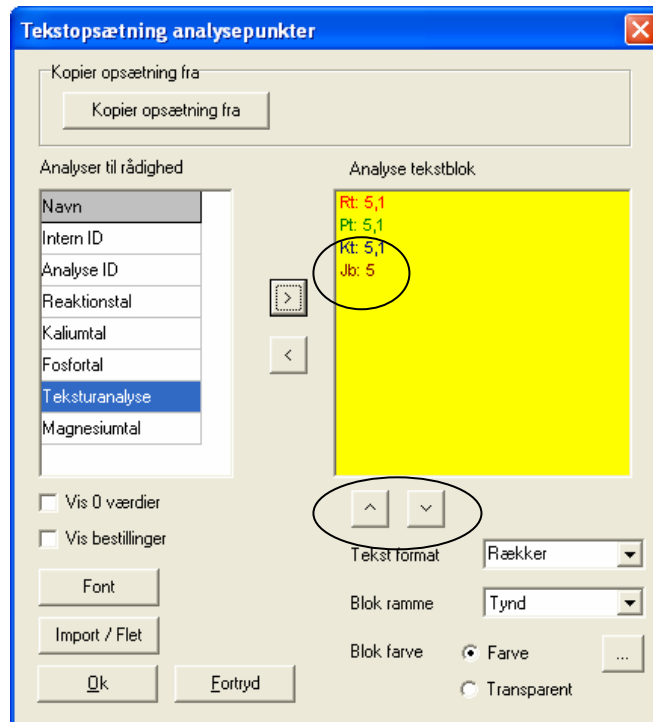 Tekstopsætning analysepunkter
Kopier opsætning fra
Kopier opsætning fra
Analyser til rådighed
Navn
Intern ID
Analyse ID
Reaktionstal
Kaliumtal
Fosfortal
Teksturanalyse
Magnesiumtal
>
<
Analyse tekstblok
Rt: 5,1
Pt: 5,1
Kt: 5,1
Jb: 5
Vis 0 værdier
Vis bestillinger
Font
Import / Flet
Ok
Fortryd
Tekst format
Rækker
Blok ramme
Tynd
Blok farve
Farve
...
Transparent